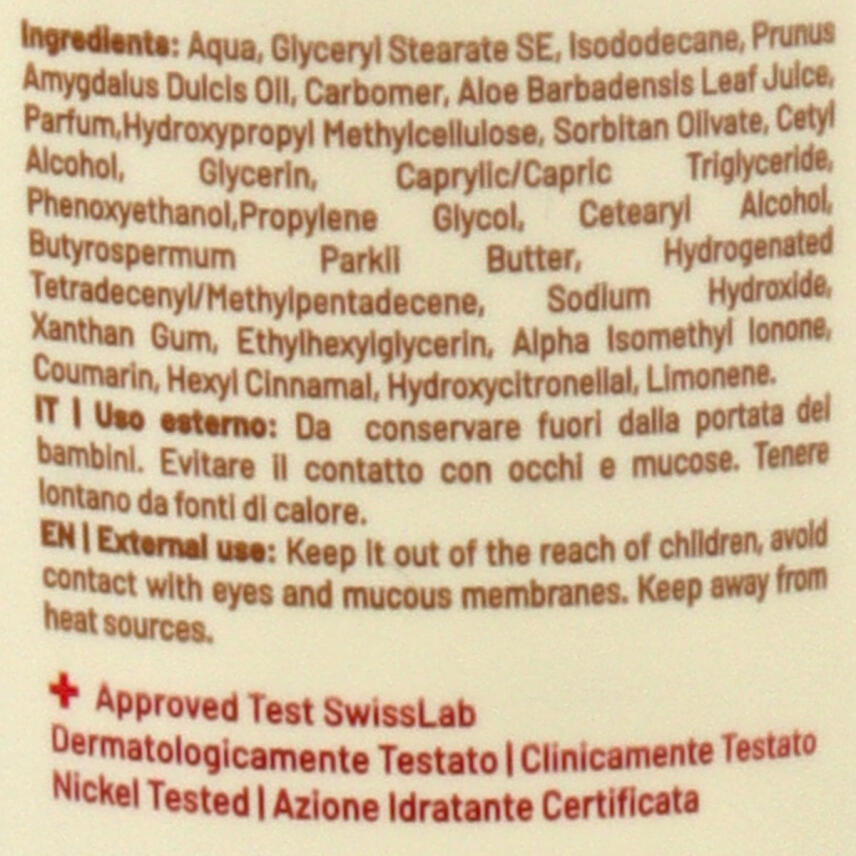 Ingredients: Aqua, Glyceryl Stearate SE, Isododecane, Prunus
Amygdalus Dulcis Oil, Carbomer, Aloe Barbadensis Leaf Juice,
Parfum,Hydroxypropyl Methylcellulose, Sorbitan Olivate, Cetyl
Alcohol, Glycerin, Caprylic/Capric Triglyceride,
Phenoxyethanol,Propylene Glycol, Cetearyl Alcohol,
Butyrospermum Parkii Butter, Hydrogenated
Tetradecenyl/Methylpentadecene, Sodium Hydroxide,
Xanthan Gum, Ethylhexylglycerin, Alpha Isomethyl Ionone,
Coumarin, Hexyl Cinnamal, Hydroxycitronellal, Limonene.
IT | Uso esterno: Da conservare fuori dalla portata dei
bambini. Evitare il contatto con occhi e mucose. Tenere
lontano da fonti di calore.
EN | External use: Keep it out of the reach of children, avoid
contact with eyes and mucous membranes. Keep away from
heat sources.
Approved Test SwissLab
Dermatologicamente Testato | Clinicamente Testato
Nickel Tested | Azione Idratante Certificata